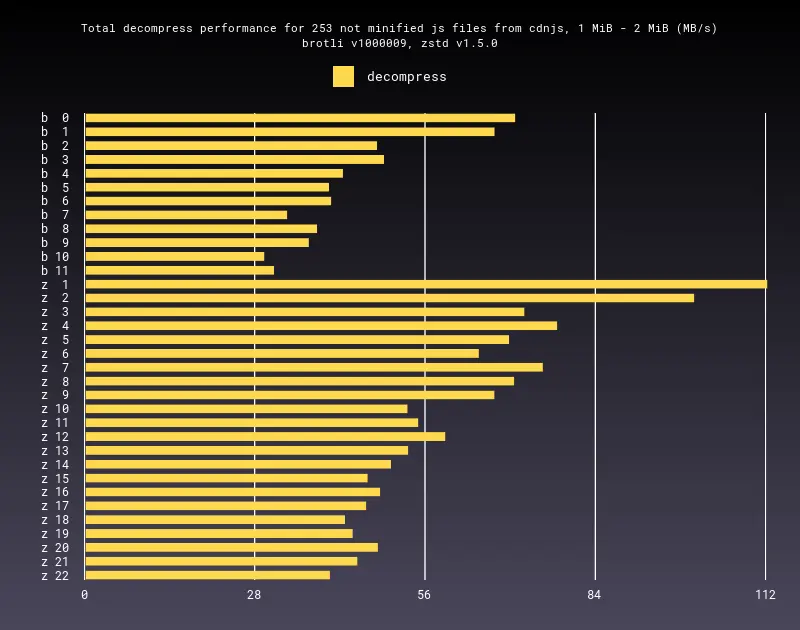 Total decompress performance for 253 not minified js files from cdnjs, 1 MiB - 2 MiB (MB/s)
brotli v1000009, zstd v1.5.0
decompress
b 0
b 1
b 2
b 3
b 4
b 5
b 6
b 7
b 8
b 9
b 10
b 11
z 1
z 2
z 3
z 4
z 5
z 6
z 7
z 8
z 9
z 10
z 11
z 12
z 13
z 14
z 15
z 16
z 17
z 18
z 19
z 20
z 21
z 22
0 28 56 84 112